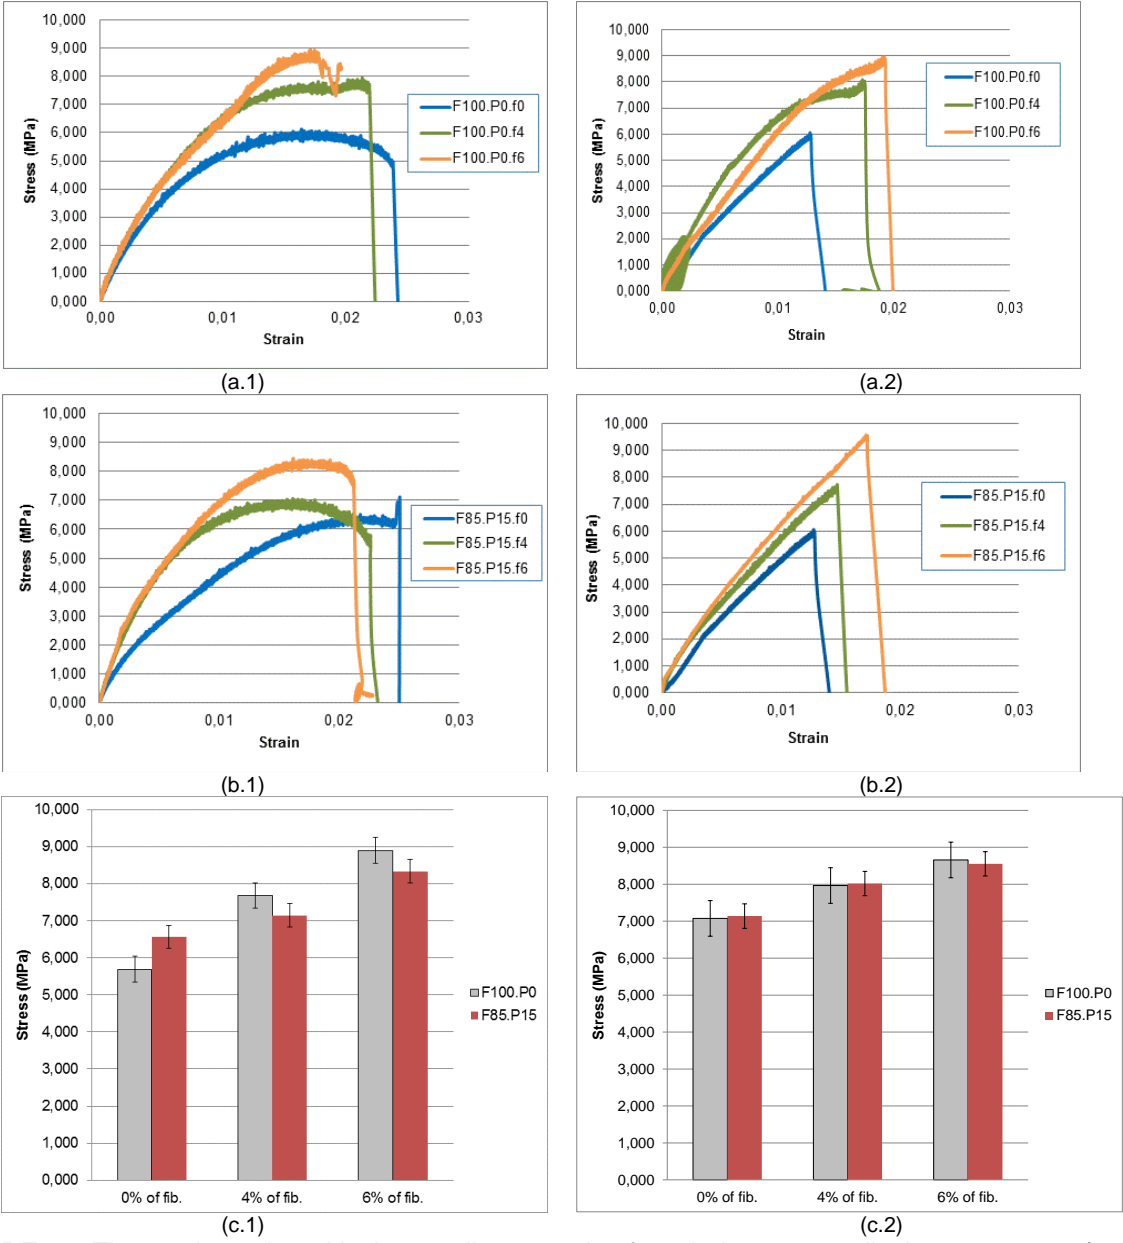 10,000
9,000
8,000
7,000
6,000
5,000
4,000
3,000
2,000
1,000
0,000
Stress (MPa)
0,00
0,01
0,02
0,03
Strain
F100.P0.f0
F100.P0.f4
F100.P0.f6
(a.1)
10,000
9,000
8,000
7,000
6,000
5,000
4,000
3,000
2,000
1,000
0,000
Stress (MPa)
0,00
0,01
0,02
0,03
Strain
F100.P0.f0
F100.P0.f4
F100.P0.f6
(a.2)
10,000
9,000
8,000
7,000
6,000
5,000
4,000
3,000
2,000
1,000
0,000
Stress (MPa)
0,00
0,01
0,02
0,03
Strain
F85.P15.f0
F85.P15.f4
F85.P15.f6
(b.1)
10,000
9,000
8,000
7,000
6,000
5,000
4,000
3,000
2,000
1,000
0,000
Stress (MPa)
0,00
0,01
0,02
0,03
Strain
F85.P15.f0
F85.P15.f4
F85.P15.f6
(b.2)
10,000
9,000
8,000
7,000
6,000
5,000
4,000
3,000
2,000
1,000
0,000
Stress (MPa)
0% of fib.
4% of fib.
6% of fib.
F100.P0
F85.P15
(c.1)
10,000
9,000
8,000
7,000
6,000
5,000
4,000
3,000
2,000
1,000
0,000
Stress (MPa)
0% of fib.
4% of fib.
6% of fib.
F100.P0
F85.P15
(c.2)